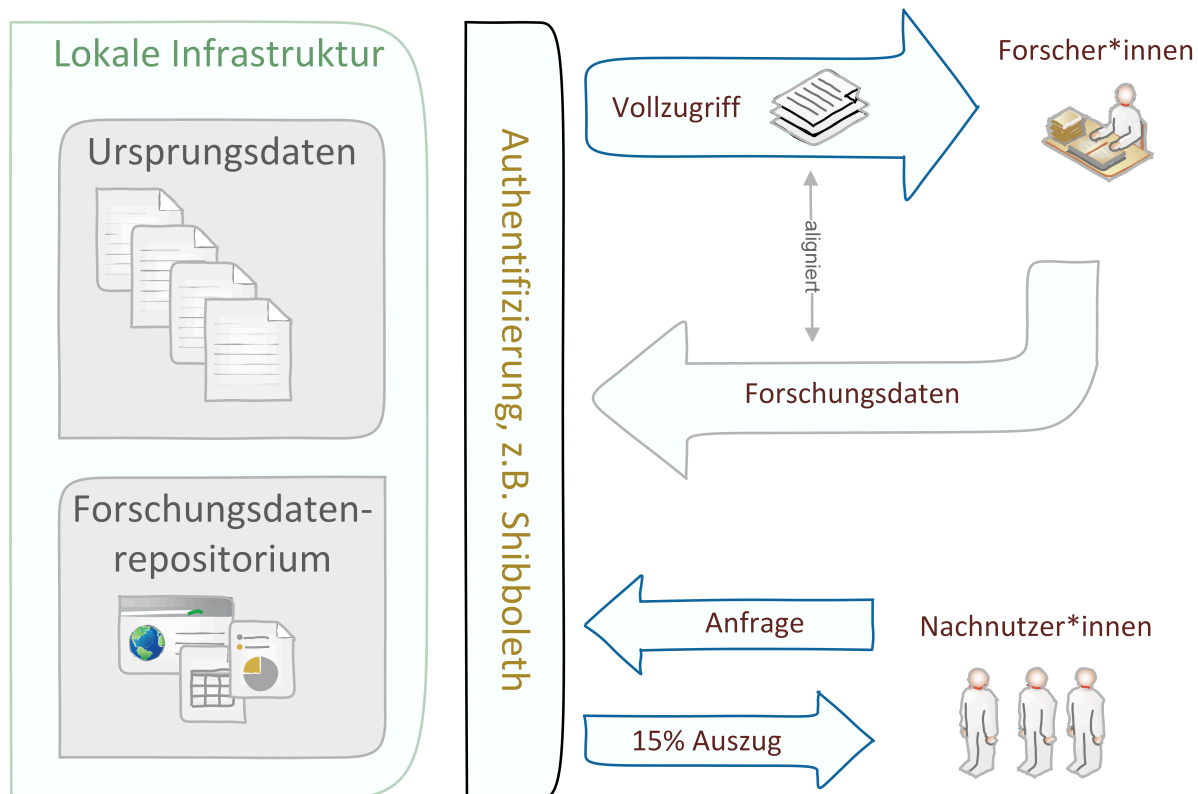 Lokale Infrastruktur
Ursprungsdaten
Forschungsdaten-
repositorium
Authentifizierung, z.B. Shibboleth
Vollzugriff
Forscher*innen
aligniert
Forschungsdaten
Anfrage
Nachnutzer*innen
15% Auszug